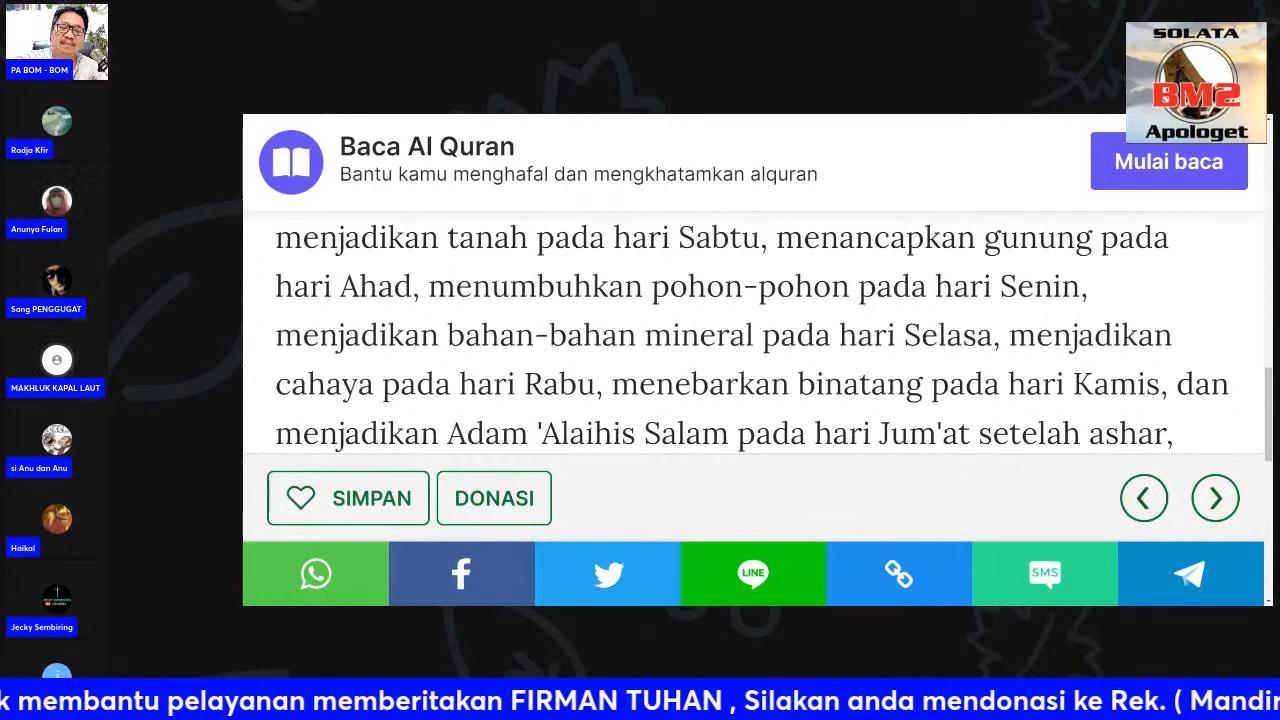 PA BOM - BOM
Radja Kfir
Anunya Fulan
Sang PENGGUGAT
MAKHLUK KAPAL LAUT
si Anu dan Anu
Haikal
Jecky Sembiring
SOLATA
BM2
Apologet
Baca Al Quran
Bantu kamu menghafal dan mengkhatamkan alquran
Mulai baca
menjadikan tanah pada hari Sabtu, menancapkan gunung pada
hari Ahad, menumbuhkan pohon-pohon pada hari Senin,
menjadikan bahan-bahan mineral pada hari Selasa, menjadikan
cahaya pada hari Rabu, menebarkan binatang pada hari Kamis, dan
menjadikan Adam 'Alaihis Salam pada hari Jum'at setelah ashar,
SIMPAN
DONASI
LINE
SMS
k membantu pelayanan memberitakan FIRMAN TUHAN , Silakan anda mendonasi ke Rek. ( Mandir